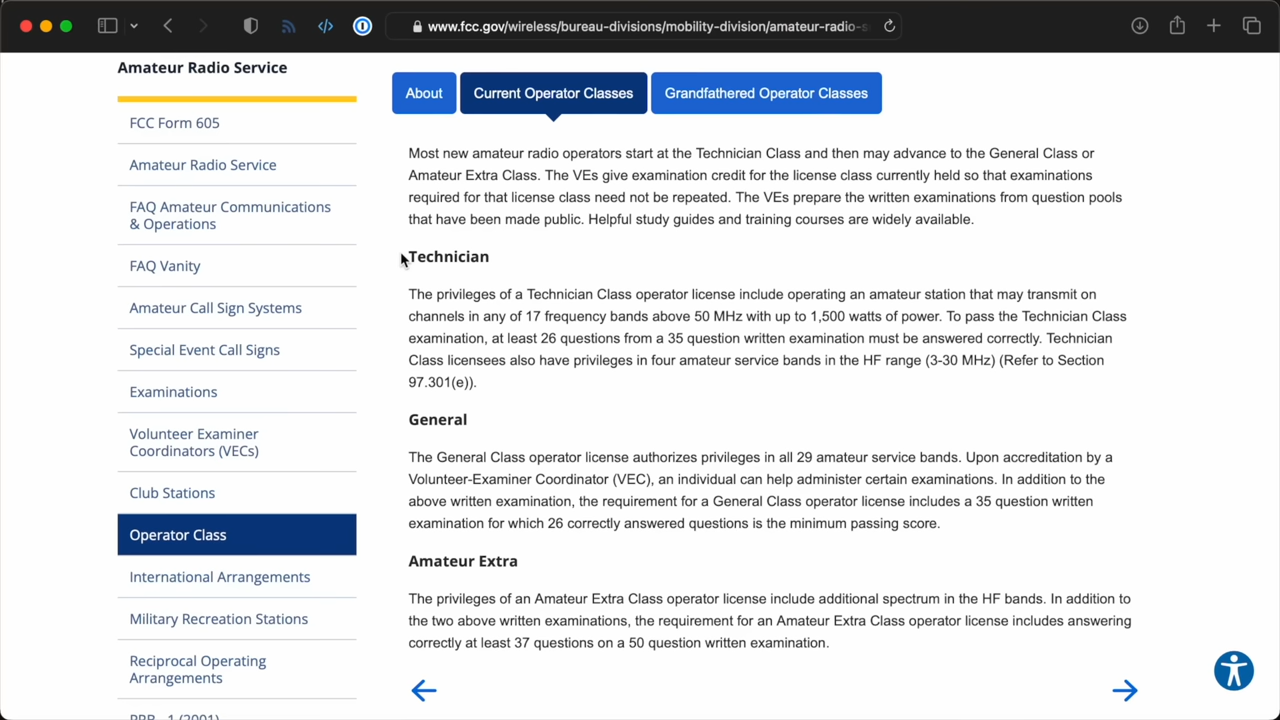 www.fcc.gov/wireless/bureau-divisions/mobility-division/amateur-radio-s
Amateur Radio Service
FCC Form 605
Amateur Radio Service
FAQ Amateur Communications
& Operations
FAQ Vanity
Amateur Call Sign Systems
Special Event Call Signs
Examinations
Volunteer Examiner
Coordinators (VECs)
Club Stations
Operator Class
International Arrangements
Military Recreation Stations
Reciprocal Operating
Arrangements
PRB - 1 (2001)
About
Current Operator Classes
Grandfathered Operator Classes
Most new amateur radio operators start at the Technician Class and then may advance to the General Class or
Amateur Extra Class. The VEs give examination credit for the license class currently held so that examinations
required for that license class need not be repeated. The VEs prepare the written examinations from question pools
that have been made public. Helpful study guides and training courses are widely available.
Technician
The privileges of a Technician Class operator license include operating an amateur station that may transmit on
channels in any of 17 frequency bands above 50 MHz with up to 1,500 watts of power. To pass the Technician Class
examination, at least 26 questions from a 35 question written examination must be answered correctly. Technician
Class licensees also have privileges in four amateur service bands in the HF range (3-30 MHz) (Refer to Section
97.301(e)).
General
The General Class operator license authorizes privileges in all 29 amateur service bands. Upon accreditation by a
Volunteer-Examiner Coordinator (VEC), an individual can help administer certain examinations. In addition to the
above written examination, the requirement for a General Class operator license includes a 35 question written
examination for which 26 correctly answered questions is the minimum passing score.
Amateur Extra
The privileges of an Amateur Extra Class operator license include additional spectrum in the HF bands. In addition to
the two above written examinations, the requirement for an Amateur Extra Class operator license includes answering
correctly at least 37 questions on a 50 question written examination.